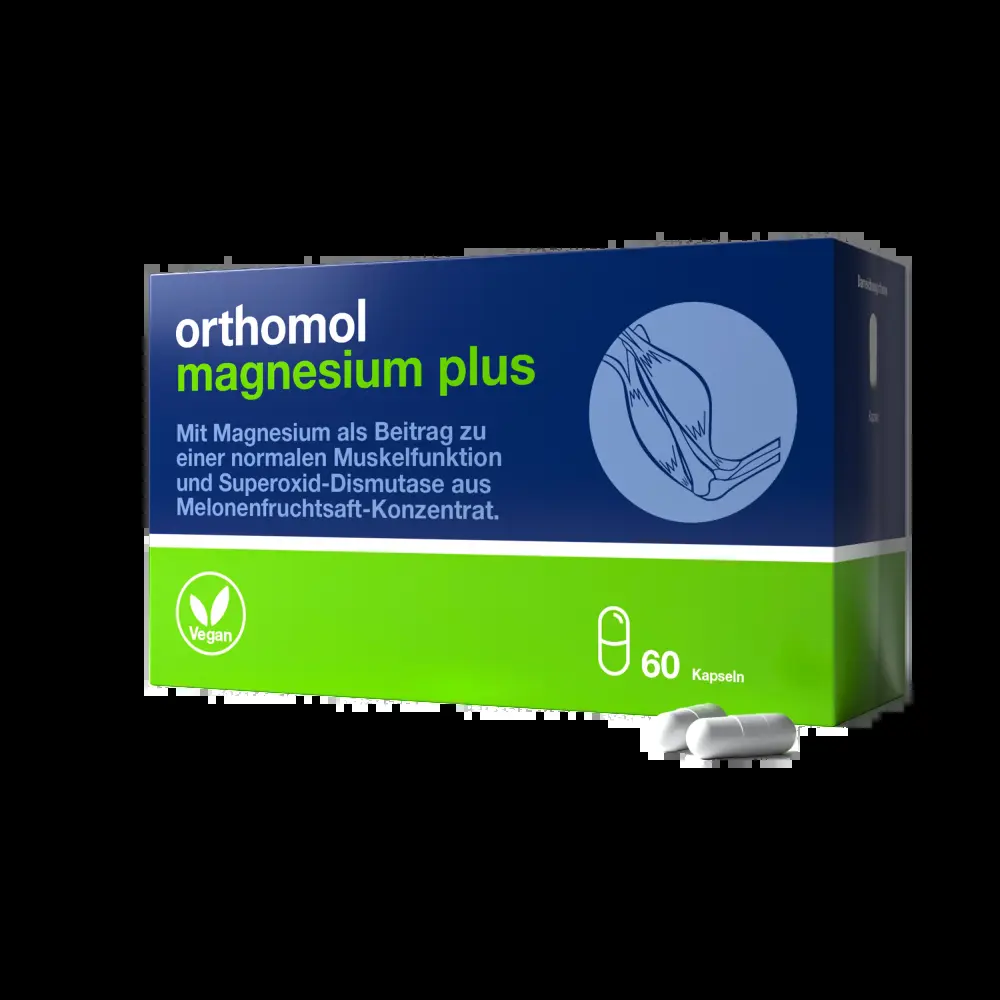 orthomol
magnesium plus
Mit Magnesium als Beitrag zu
einer normalen Muskelfunktion
und Superoxid-Dismutase aus
Melonenfruchtsaft-Konzentrat.
Vegan
60 Kapseln
Darreichungsform